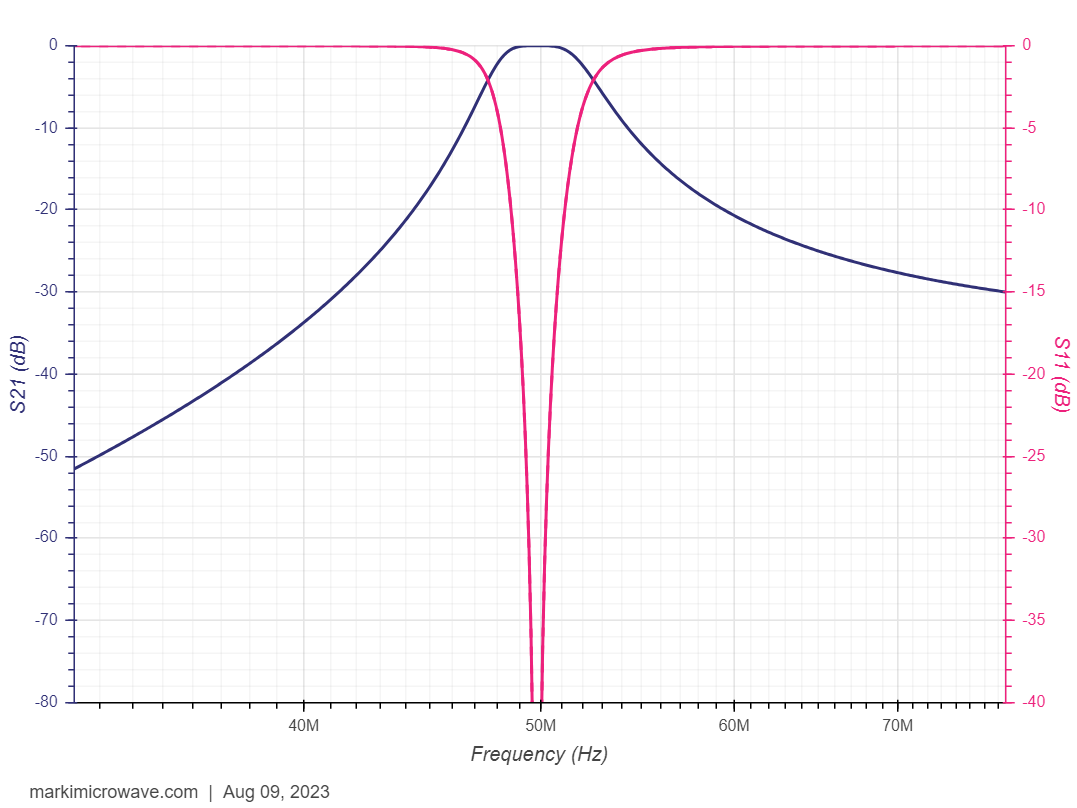 0
-10
-20
-30
-40
-50
-60
-70
-80
S21 (dB)
0
-5
-10
-15
-20
-25
-30
-35
-40
S11 (dB)
40M
50M
60M
70M
Frequency (Hz)
markimicrowave.com | Aug 09, 2023